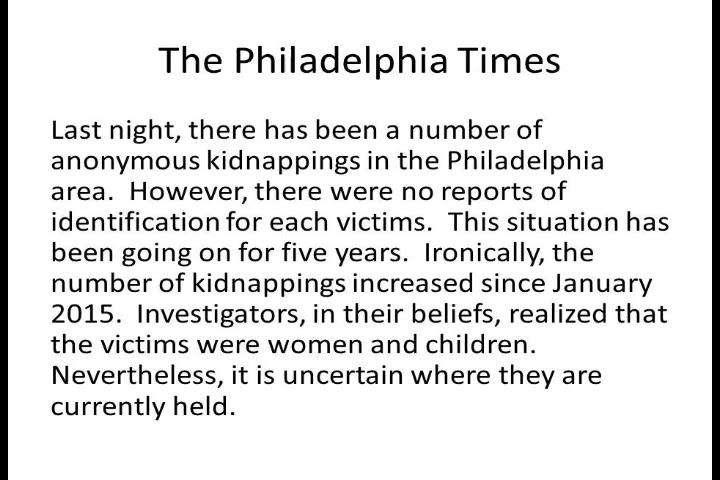 The Philadelphia Times
Last night, there has been a number of
anonymous kidnappings in the Philadelphia
area.  However, there were no reports of
identification for each victims.  This situation has
been going on for five years.  Ironically, the
number of kidnappings increased since January
2015.  Investigators, in their beliefs, realized that
the victims were women and children.
Nevertheless, it is uncertain where they are
currently held.